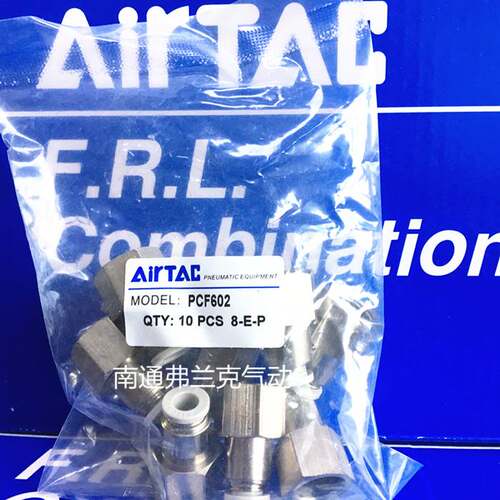 AirTAC
F.R.L.
Combination
AirTAC PNEUMATIC EQUIPMENT
MODEL: PCF602
QTY: 10 PCS 8-E-P
南通弗兰克气动